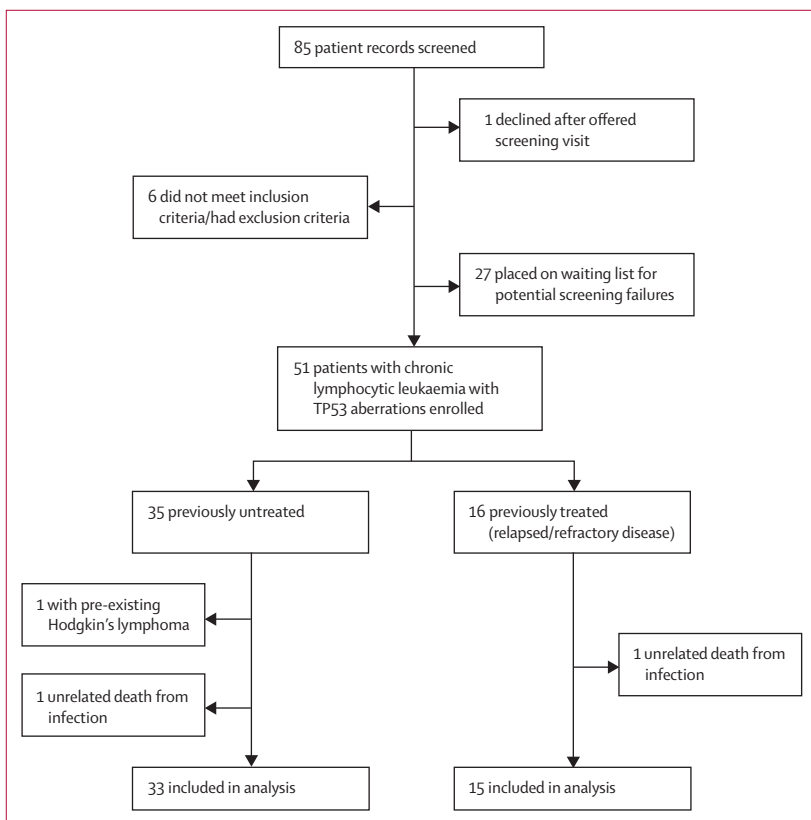 85 patient records screened
1 declined after offered
screening visit
6 did not meet inclusion
criteria/had exclusion criteria
27 placed on waiting list for
potential screening failures
51 patients with chronic
lymphocytic leukaemia with
TP53 aberrations enrolled
35 previously untreated
16 previously treated
(relapsed/refractory disease)
1 with pre-existing
Hodgkin's lymphoma
1 unrelated death from
infection
1 unrelated death from
infection
33 included in analysis
15 included in analysis